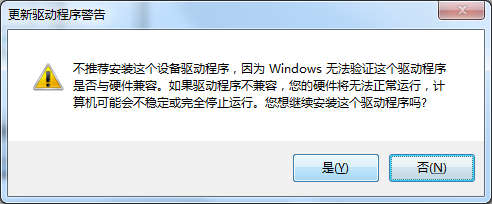 更新驱动程序警告
不推荐安装这个设备驱动程序，因为 Windows 无法验证这个驱动程序
是否与硬件兼容。如果驱动程序不兼容，您的硬件将无法正常运行，计
算机可能会不稳定或完全停止运行。您想继续安装这个驱动程序吗?
是(Y) 否(N)